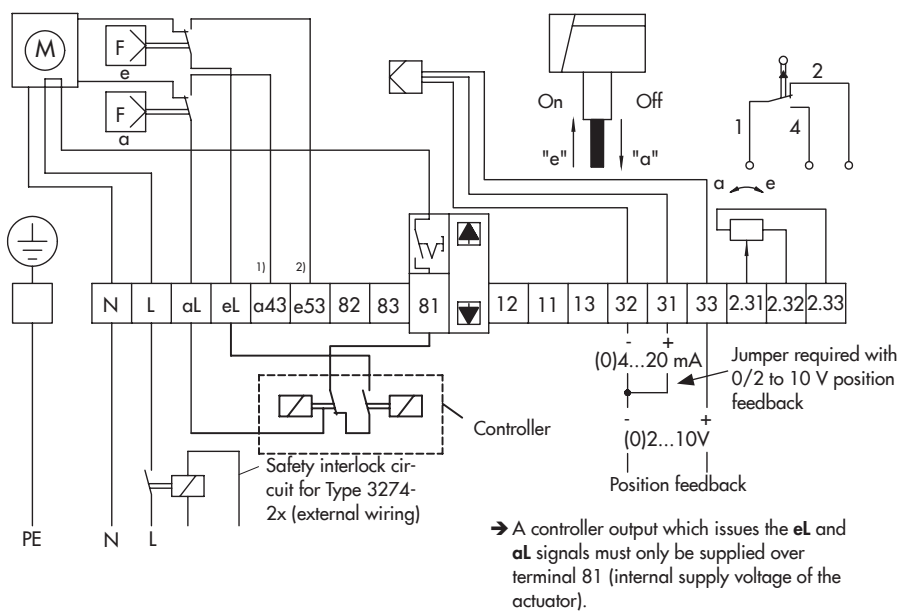 M
F
e
F
a
On
Off
"e"
"a"
2
1
4
a
e
1)
2)
N
L
aL
eL
a43
e53
82
83
81
12
11
13
32
31
33
2.31
2.32
2.33
-
+
(0)4...20 mA
Jumper required with
0/2 to 10 V position
feedback
-
+
(0)2...10V
Position feedback
Controller
Safety interlock cir-
cuit for Type 3274-
2x (external wiring)
PE
N
L
➔ A controller output which issues the eL and
aL signals must only be supplied over
terminal 81 (internal supply voltage of the
actuator).